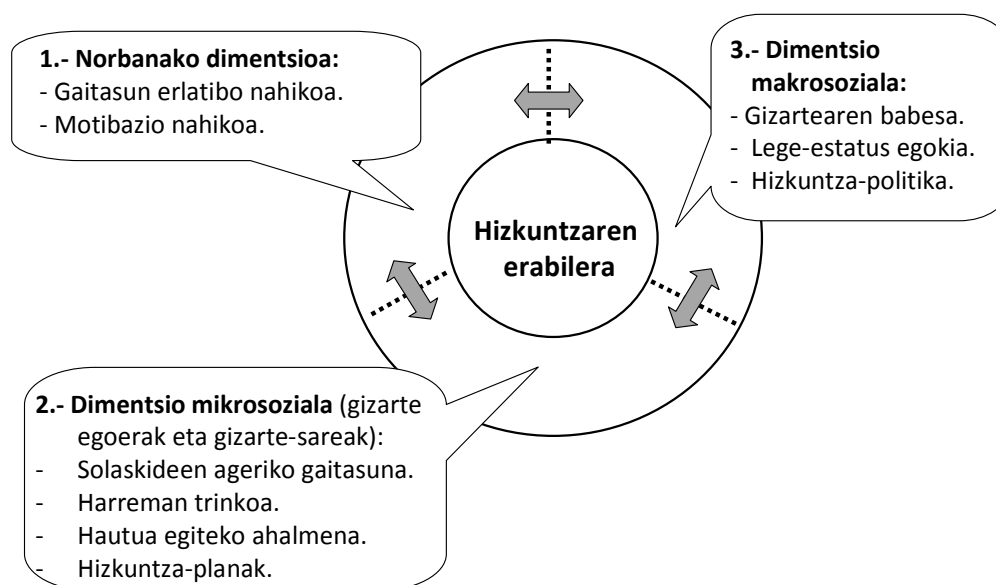 1.- Norbanako dimentsioa:
- Gaitasun erlatibo nahikoa.
- Motibazio nahikoa.
3.- Dimentsio
makrosoziala:
- Gizartearen babesa.
- Lege-estatus egokia.
- Hizkuntza-politika.
Hizkuntzaren
erabilera
2.- Dimentsio mikrosoziala (gizarte
egoerak eta gizarte-sareak):
- Solaskideen ageriko gaitasuna.
- Harreman trinkoa.
- Hautua egiteko ahalmena.
- Hizkuntza-planak.